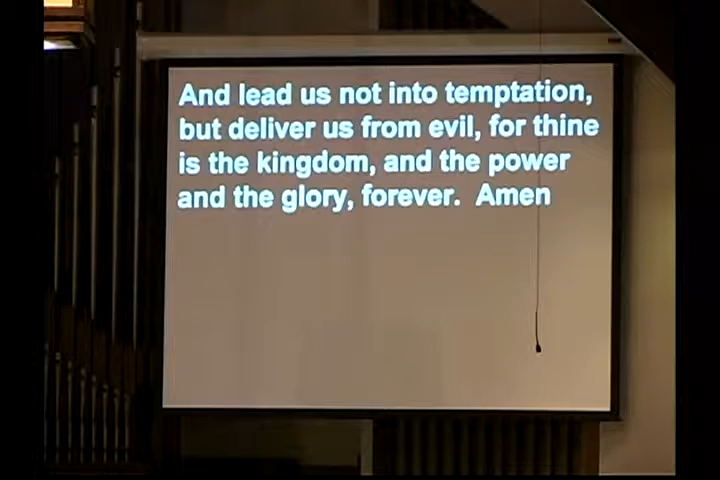 And lead us not into temptation,
but deliver us from evil, for thine
is the kingdom, and the power
and the glory, forever.  Amen